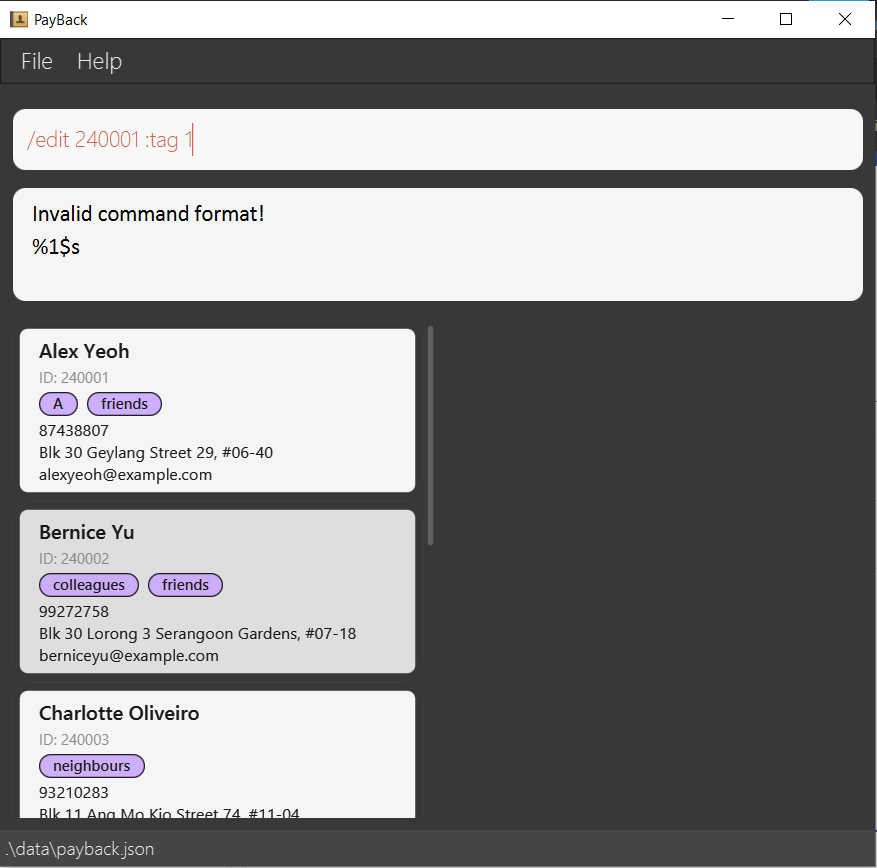 PayBack
File Help
/edit 240001 :tag 1
Invalid command format!
%1$s
Alex Yeoh
ID: 240001
A friends
87438807
Blk 30 Geylang Street 29, #06-40
alexyeoh@example.com
Bernice Yu
ID: 240002
colleagues friends
99272758
Blk 30 Lorong 3 Serangoon Gardens, #07-18
berniceyu@example.com
Charlotte Oliveiro
ID: 240003
neighbours
93210283
Blk 11 Ang Mo Kio Street 74, #11-04
.\data\payback.json